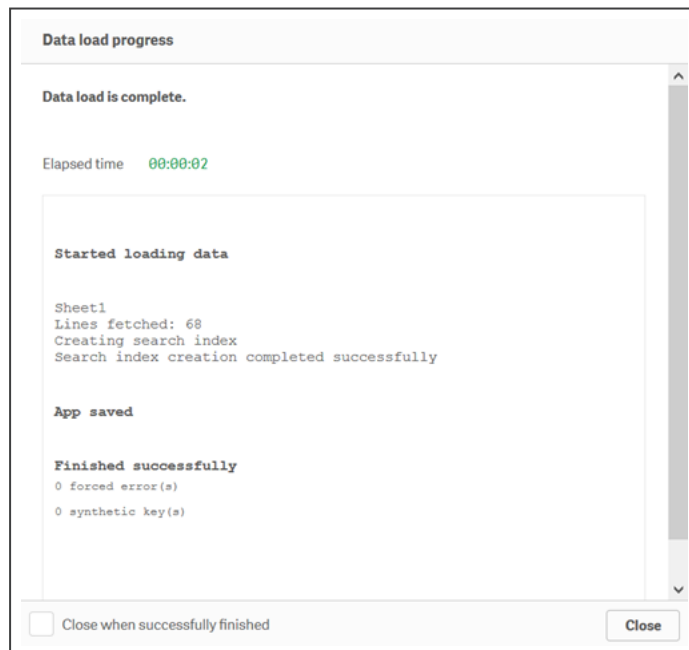 Data load progress
Data load is complete.
Elapsed time 00:00:02
Started loading data
Sheet1
Lines fetched: 68
Creating search index
Search index creation completed successfully
App saved
Finished successfully
0 forced error(s)
0 synthetic key(s)
Close when successfully finished
Close